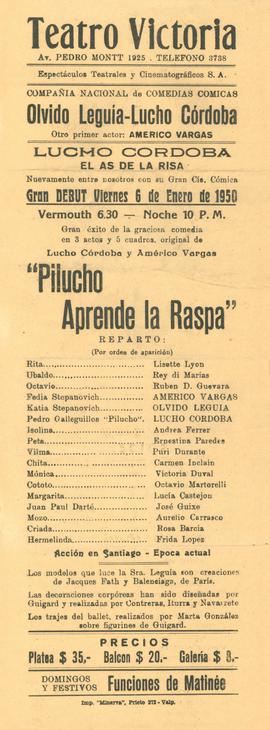 Teatro Victoria
Av. PEDRO MONTT 1925 . TELEFONO 3738
Espectáculos Teatrales y Cinematográficos S. A.
COMPAÑIA NACIONAL de COMEDIAS COMICAS
Olvido Leguía-Lucho Córdoba
Otro primer actor: AMERICO VARGAS
LUCHO CORDOBA
EL AS DE LA RISA
Nuevamente entre nosotros con su Gran Cía. Cómica
Gran DEBUT Viernes 6 de Enero de 1950
Vermouth 6.30 — Noche 10 P. M.
Gran éxito de la graciosa comedia
en 3 actos y 5 cuadros, original de
Lucho Córdoba y Américo Vargas
"Pilucho
Aprende la Raspa"
REPARTO:
(Por orden de aparición)
Rita.......................... Lisette Lyon
Ubaldo.......................... Rey di Marías
Octavio.......................... Ruben D. Guevara
Fedia Stepanovich.......................... AMERICO VARGAS
Katia Stepanovich.......................... OLVIDO LEGUIA
Pedro Galleguillos "Pilucho". LUCHO CORDOBA
Isolina.......................... Andrea Ferrer
Peta.......................... Ernestina Paredes
Vilma.......................... Puri Durante
Chita.......................... Carmen Inclain
Mónica.......................... Victoria Duval
Cototo.......................... Octavio Martorelli
Margarita.......................... Lucía Castejon
Juan Paul Darté.......................... José Guixe
Mozo.......................... Aurelio Carrasco
Criada.......................... Rosa Barcia
Hermelinda.......................... Frida Lopez
Acción en Santiago - Epoca actual
Los modelos que luce la Sra. Leguía son creaciones
de Jacques Fath y Balensiaga, de París.
Las decoraciones corpóreas han sido diseñadas por
Guigard y realizadas por Contreras, Iturra y Navarrete
Los trajes del ballet, realizados por Marta González
sobre figurines de Guigard.
PRECIOS
Platea $ 35,- Balcon $ 20.- Galería $
DOMINGOS
Y FESTIVOS Funciones de Matinée
Imp. "Minerva", Prieto 272 - Valp.